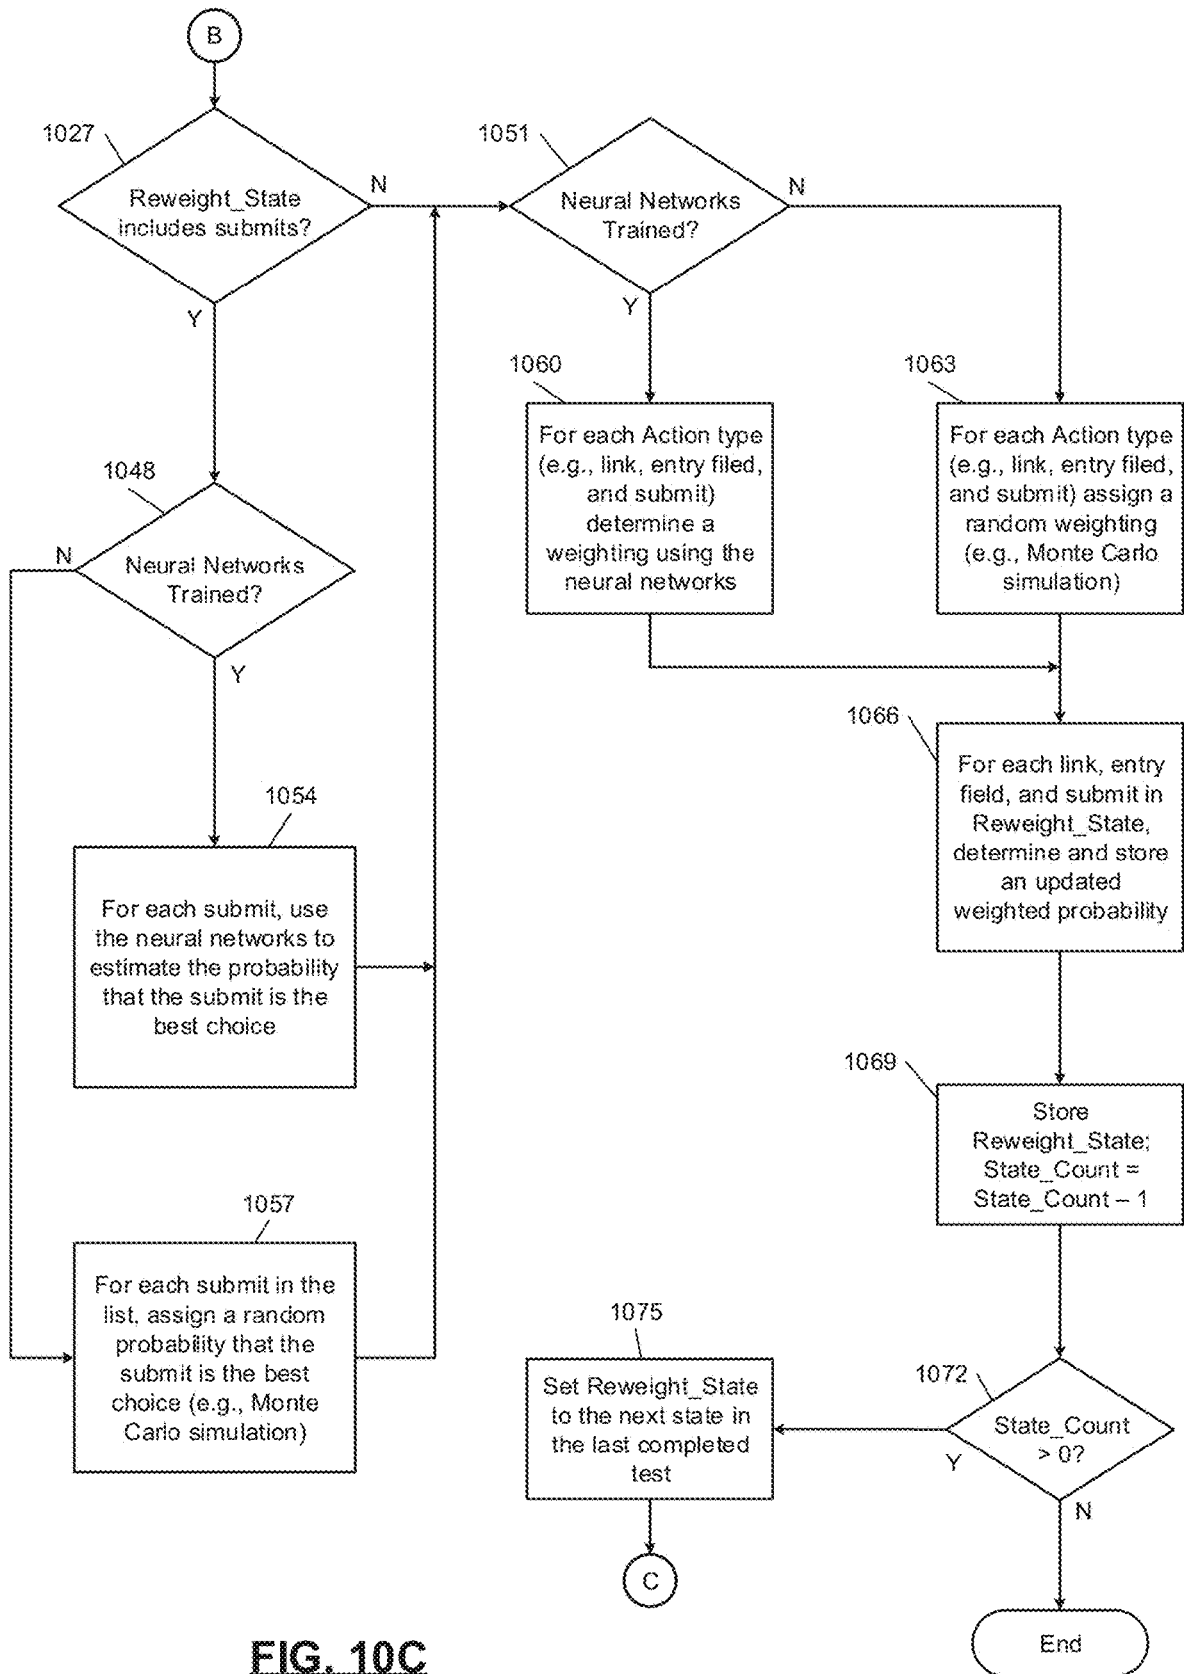 B
1027
Reweight_State
includes submits?
N
Y
1051
Neural Networks
Trained?
N
Y
1060
For each Action type
(e.g., link, entry filed,
and submit)
determine a
weighting using the
neural networks
1063
For each Action type
(e.g., link, entry filed,
and submit) assign a
random weighting
(e.g., Monte Carlo
simulation)
1048
Neural Networks
Trained?
N
Y
1066
For each link, entry
field, and submit in
Reweight_State,
determine and store
an updated
weighted probability
1054
For each submit, use
the neural networks to
estimate the probability
that the submit is the
best choice
1069
Store
Reweight_State;
State_Count =
State_Count – 1
1057
For each submit in the
list, assign a random
probability that the
submit is the best
choice (e.g., Monte
Carlo simulation)
1075
Set Reweight_State
to the next state in
the last completed
test
1072
State_Count
> 0?
Y
N
C
End
FIG. 10C